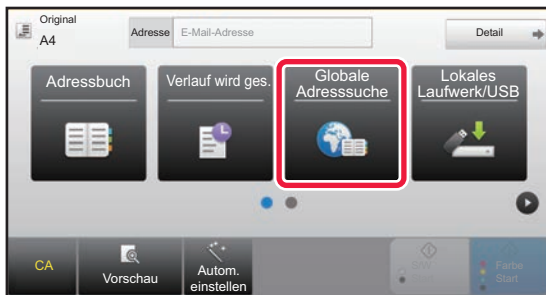 Original
A4
Adresse
E-Mail-Adresse
Detail
Adressbuch
Verlauf wird ges.
Globale
Adresssuche
Lokales
Laufwerk/USB
CA
Vorschau
Autom.
einstellen
S/W
Start
Farbe
Start